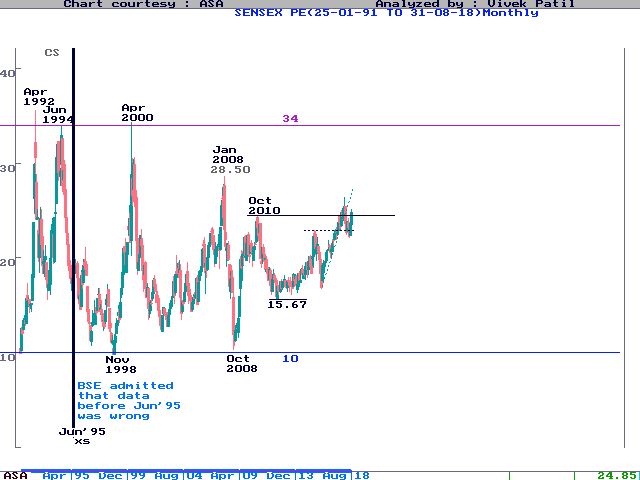 Chart courtesy : ASA Analyzed by : Vivek Patil
SENSEX PE(25-01-91 TO 31-08-18)Monthly
CS
40
Apr
1992
Jun
1994
Apr
2000
34
30
Jan
2008
28.50
Oct
2010
20
15.67
10
Nov
1998
Oct
2008
10
BSE admitted
that data
before Jun'95
was wrong
Jun'95
xs
ASA Apr 95 Dec 99 Aug 04 Apr 09 Dec 13 Aug 18 24.85